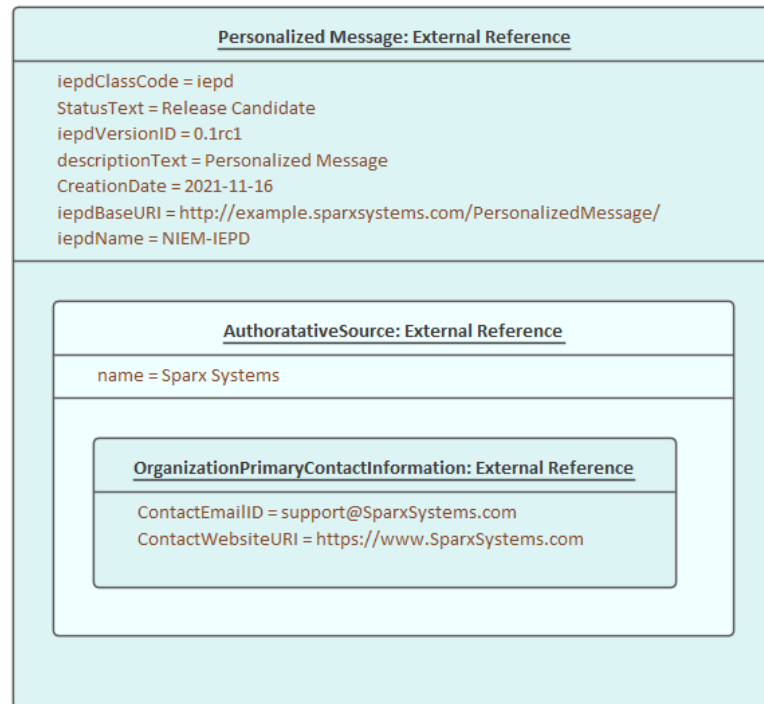 Personalized Message: External Reference
iepdClassCode = iepd
StatusText = Release Candidate
iepdVersionID = 0.1rc1
descriptionText = Personalized Message
CreationDate = 2021-11-16
iepdBaseURI = http://example.sparxsystems.com/PersonalizedMessage/
iepdName = NIEM-IEPD
AuthoratativeSource: External Reference
name = Sparx Systems
OrganizationPrimaryContactInformation: External Reference
ContactEmailID = support@SparxSystems.com
ContactWebsiteURI = https://www.SparxSystems.com